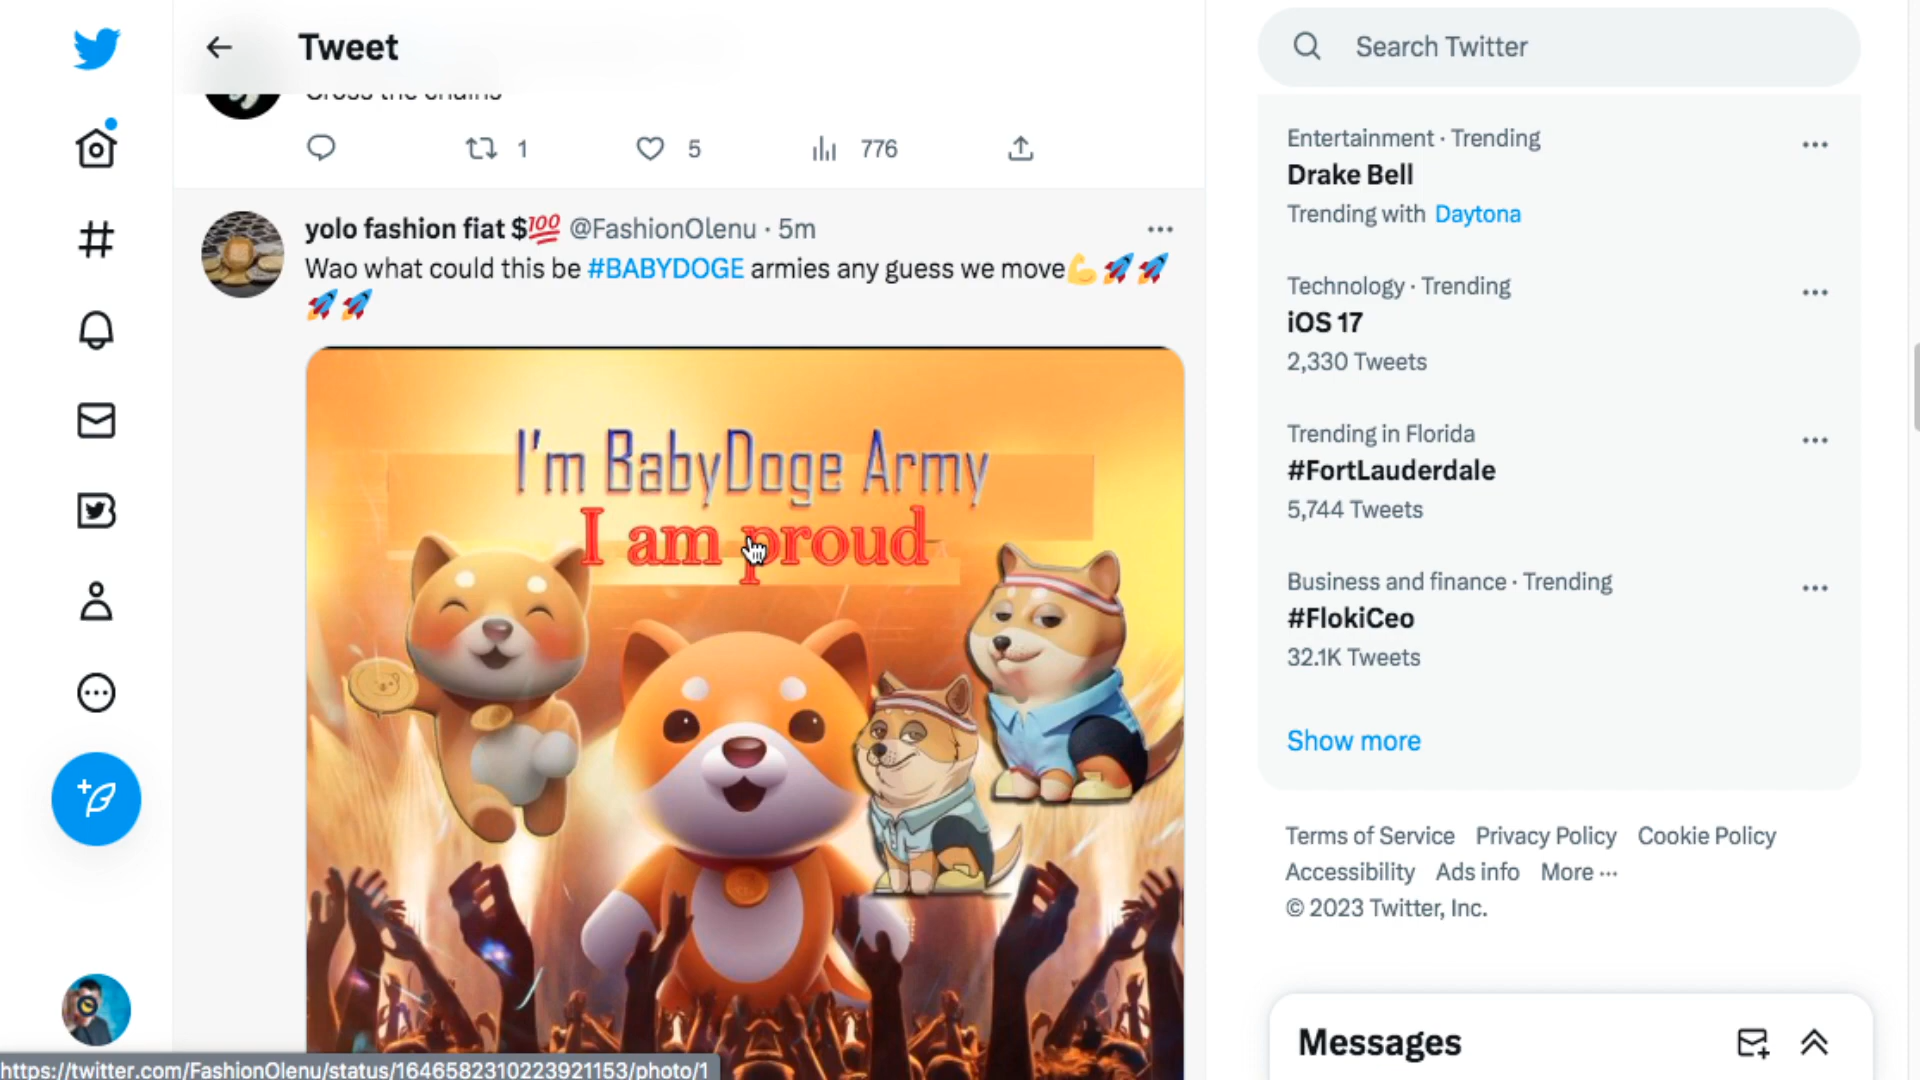 Tweet
Cross the chains
1
5
776
yolo fashion fiat $💯 @FashionOlenu · 5m
Wao what could this be #BABYDOGE armies any guess we move💪🚀🚀
🚀🚀
I'm BabyDoge Army
I am proud
https://twitter.com/FashionOlenu/status/1646582310223921153/photo/1
Search Twitter
Entertainment · Trending
Drake Bell
Trending with Daytona
Technology · Trending
iOS 17
2,330 Tweets
Trending in Florida
#FortLauderdale
5,744 Tweets
Business and finance · Trending
#FlokiCeo
32.1K Tweets
Show more
Terms of Service Privacy Policy Cookie Policy
Accessibility Ads info More ···
© 2023 Twitter, Inc.
Messages